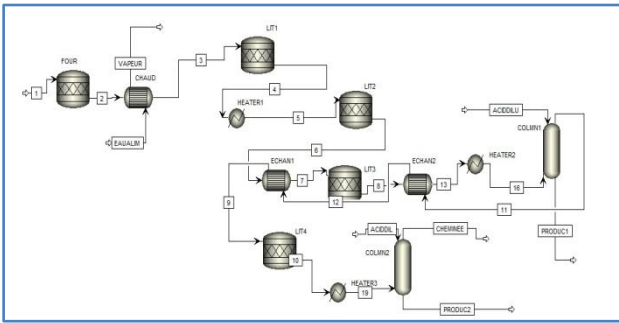 LIT1
FOUR
VAPEUR
CHAUD
3
1
2
4
HEATER1
LIT2
5
EAUALIM
ACIDDILU
COLMN1
6
HEATER2
ECHAN1
LIT3
ECHAN2
7
8
13
16
9
12
11
LIT4
ACIDDIL
CHEMINEE
COLMN2
PRODUC1
10
HEATER3
19
PRODUC2